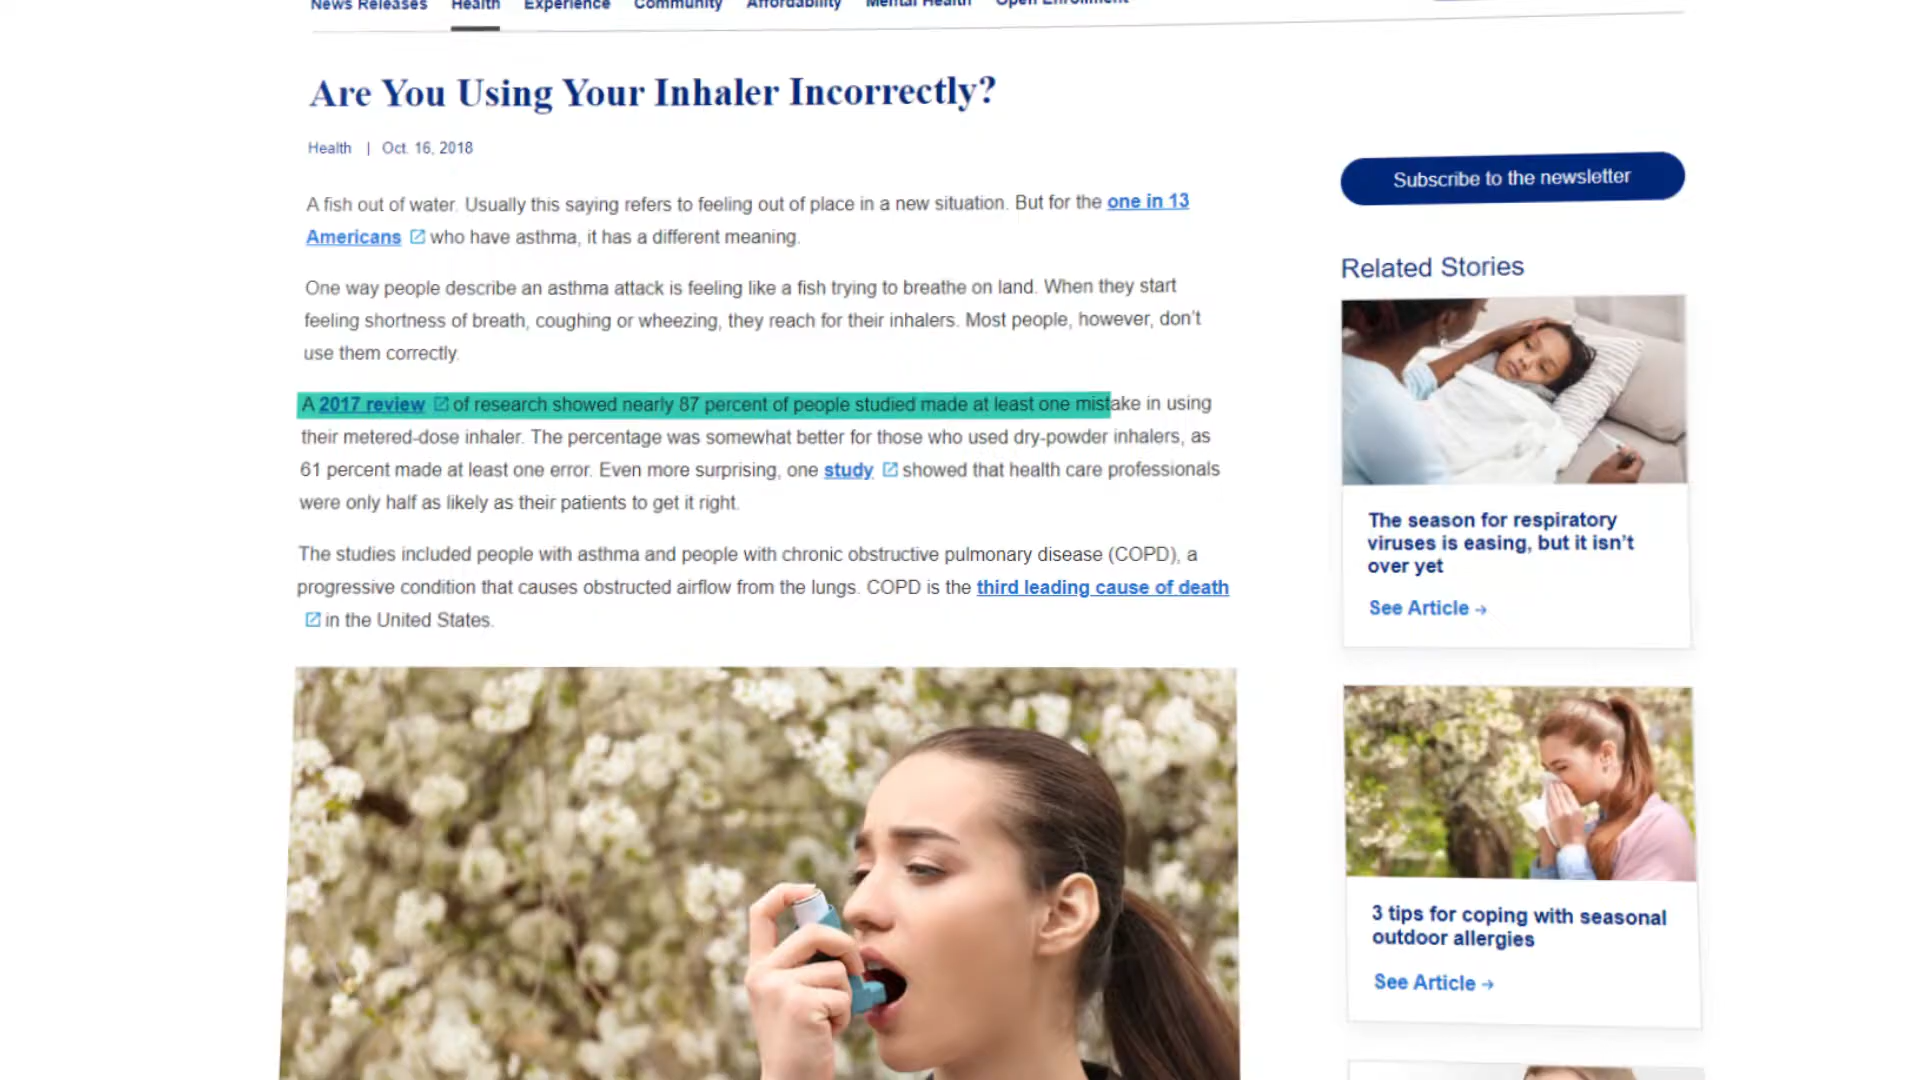 News Releases Health Experience Community Affordability Mental Health Open Enrollment
Are You Using Your Inhaler Incorrectly?
Health | Oct. 16, 2018
A fish out of water. Usually this saying refers to feeling out of place in a new situation. But for the one in 13
Americans who have asthma, it has a different meaning.
One way people describe an asthma attack is feeling like a fish trying to breathe on land. When they start
feeling shortness of breath, coughing or wheezing, they reach for their inhalers. Most people, however, don’t
use them correctly.
A 2017 review of research showed nearly 87 percent of people studied made at least one mistake in using
their metered-dose inhaler. The percentage was somewhat better for those who used dry-powder inhalers, as
61 percent made at least one error. Even more surprising, one study showed that health care professionals
were only half as likely as their patients to get it right.
The studies included people with asthma and people with chronic obstructive pulmonary disease (COPD), a
progressive condition that causes obstructed airflow from the lungs. COPD is the third leading cause of death
in the United States.
Subscribe to the newsletter
Related Stories
The season for respiratory
viruses is easing, but it isn’t
over yet
See Article →
3 tips for coping with seasonal
outdoor allergies
See Article →